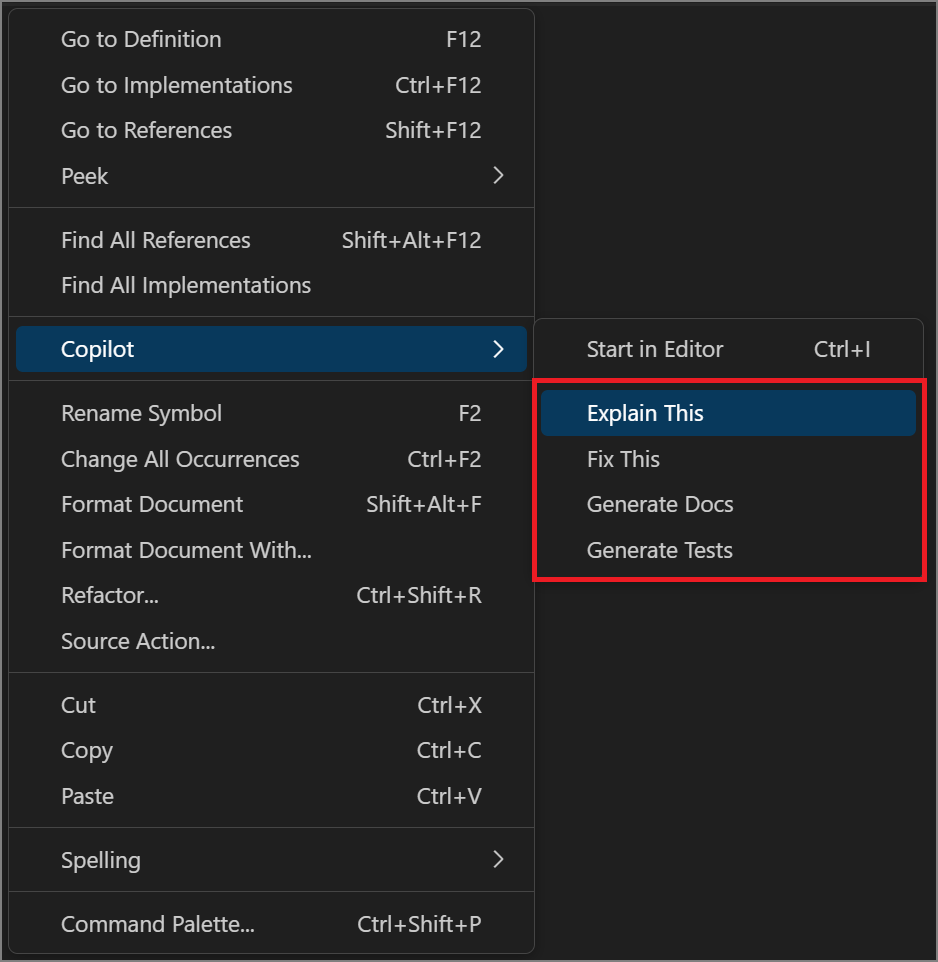 Go to Definition F12
Go to Implementations Ctrl+F12
Go to References Shift+F12
Peek
Find All References Shift+Alt+F12
Find All Implementations
Copilot
Start in Editor Ctrl+I
Explain This
Fix This
Generate Docs
Generate Tests
Rename Symbol F2
Change All Occurrences Ctrl+F2
Format Document Shift+Alt+F
Format Document With...
Refactor... Ctrl+Shift+R
Source Action...
Cut Ctrl+X
Copy Ctrl+C
Paste Ctrl+V
Spelling
Command Palette... Ctrl+Shift+P